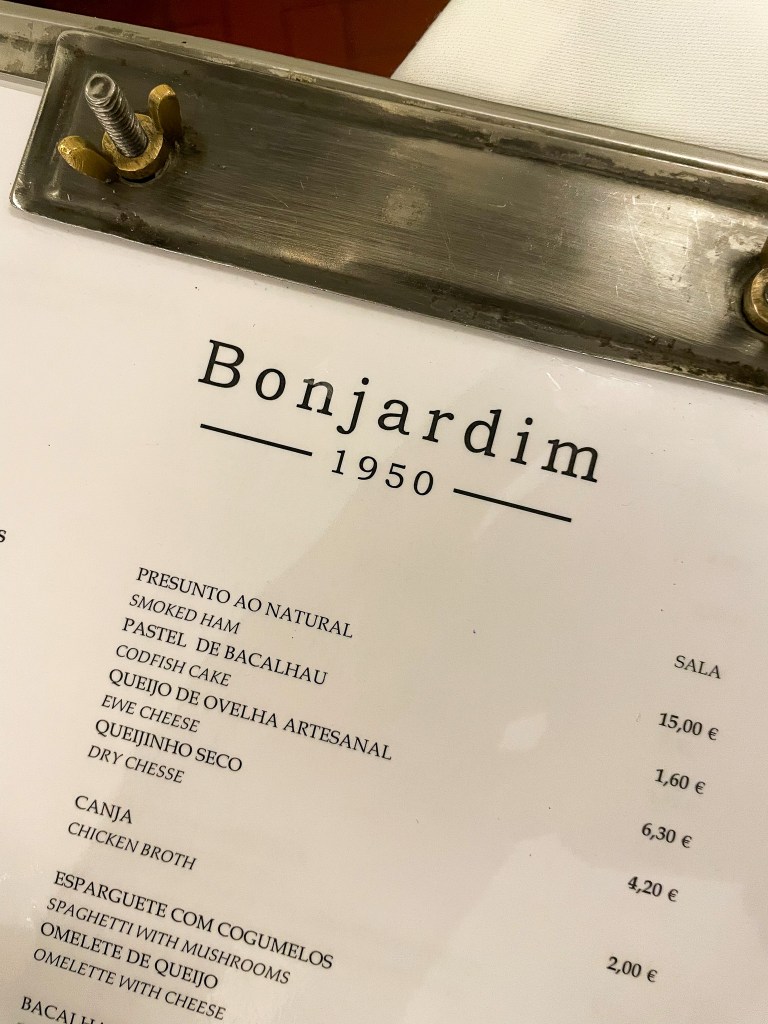 Bonjardim
1950
SALA
PRESUNTO AO NATURAL 15,00 €
SMOKED HAM
PASTEL DE BACALHAU 1,60 €
CODFISH CAKE
QUEIJO DE OVELHA ARTESANAL 6,30 €
EWE CHEESE
QUEIJINHO SECO 4,20 €
DRY CHESSE
CANJA 2,00 €
CHICKEN BROTH
ESPARGUETE COM COGUMELOS
SPAGHETTI WITH MUSHROOMS
OMELETE DE QUEIJO
OMELETTE WITH CHEESE